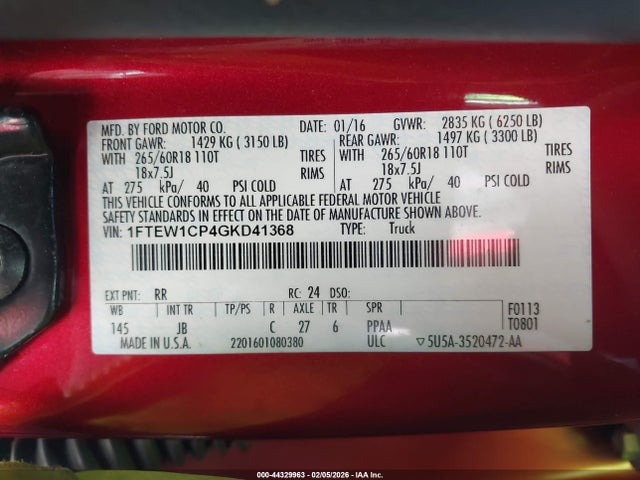 MFD. BY FORD MOTOR CO. DATE: 01/16 GVWR: 2835 KG ( 6250 LB)
FRONT GAWR: 1429 KG ( 3150 LB) REAR GAWR: 1497 KG ( 3300 LB)
WITH 265/60R18 110T TIRES WITH 265/60R18 110T TIRES
18x7.5J RIMS 18x7.5J RIMS
AT 275 kPa/ 40 PSI COLD AT 275 kPa/ 40 PSI COLD
THIS VEHICLE CONFORMS TO ALL APPLICABLE FEDERAL MOTOR VEHICLE
SAFETY STANDARDS IN EFFECT ON THE DATE OF MANUFACTURE SHOWN ABOVE.
VIN: 1FTEW1CP4GKD41368 TYPE: Truck
EXT PNT: RR RC: 24 DSO: F0113
WB INT TR TP/PS R AXLE TR SPR T0801
145 JB C 27 6 PPAA
MADE IN U.S.A. 2201601080380 ULC ▽5U5A-3520472-AA
000-44329963 - 02/05/2026 - IAA Inc.